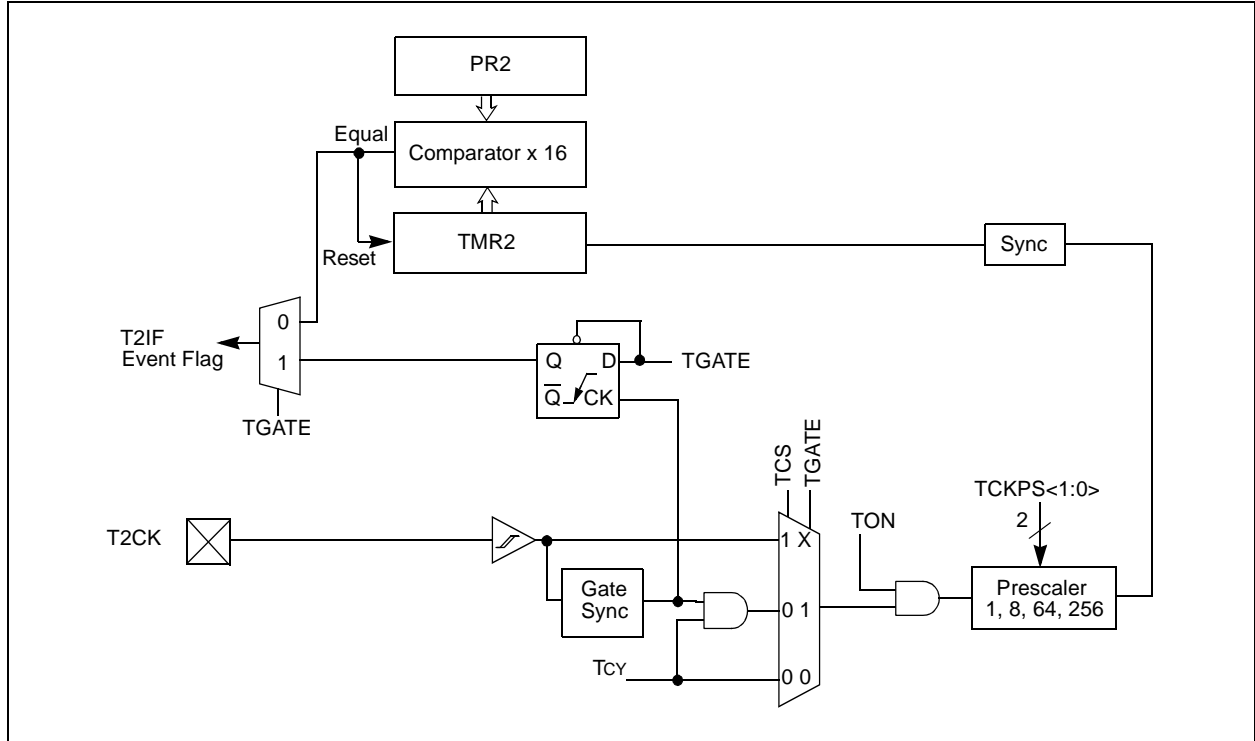 PR2
Equal
Comparator x 16
Reset
TMR2
Sync
0
1
T2IF
Event Flag
TGATE
Q
D
TGATE
Q̅
CK
TCS
TGATE
TCKPS<1:0>
2
TON
T2CK
1 X
Gate
Sync
0 1
Prescaler
1, 8, 64, 256
TCY
0 0